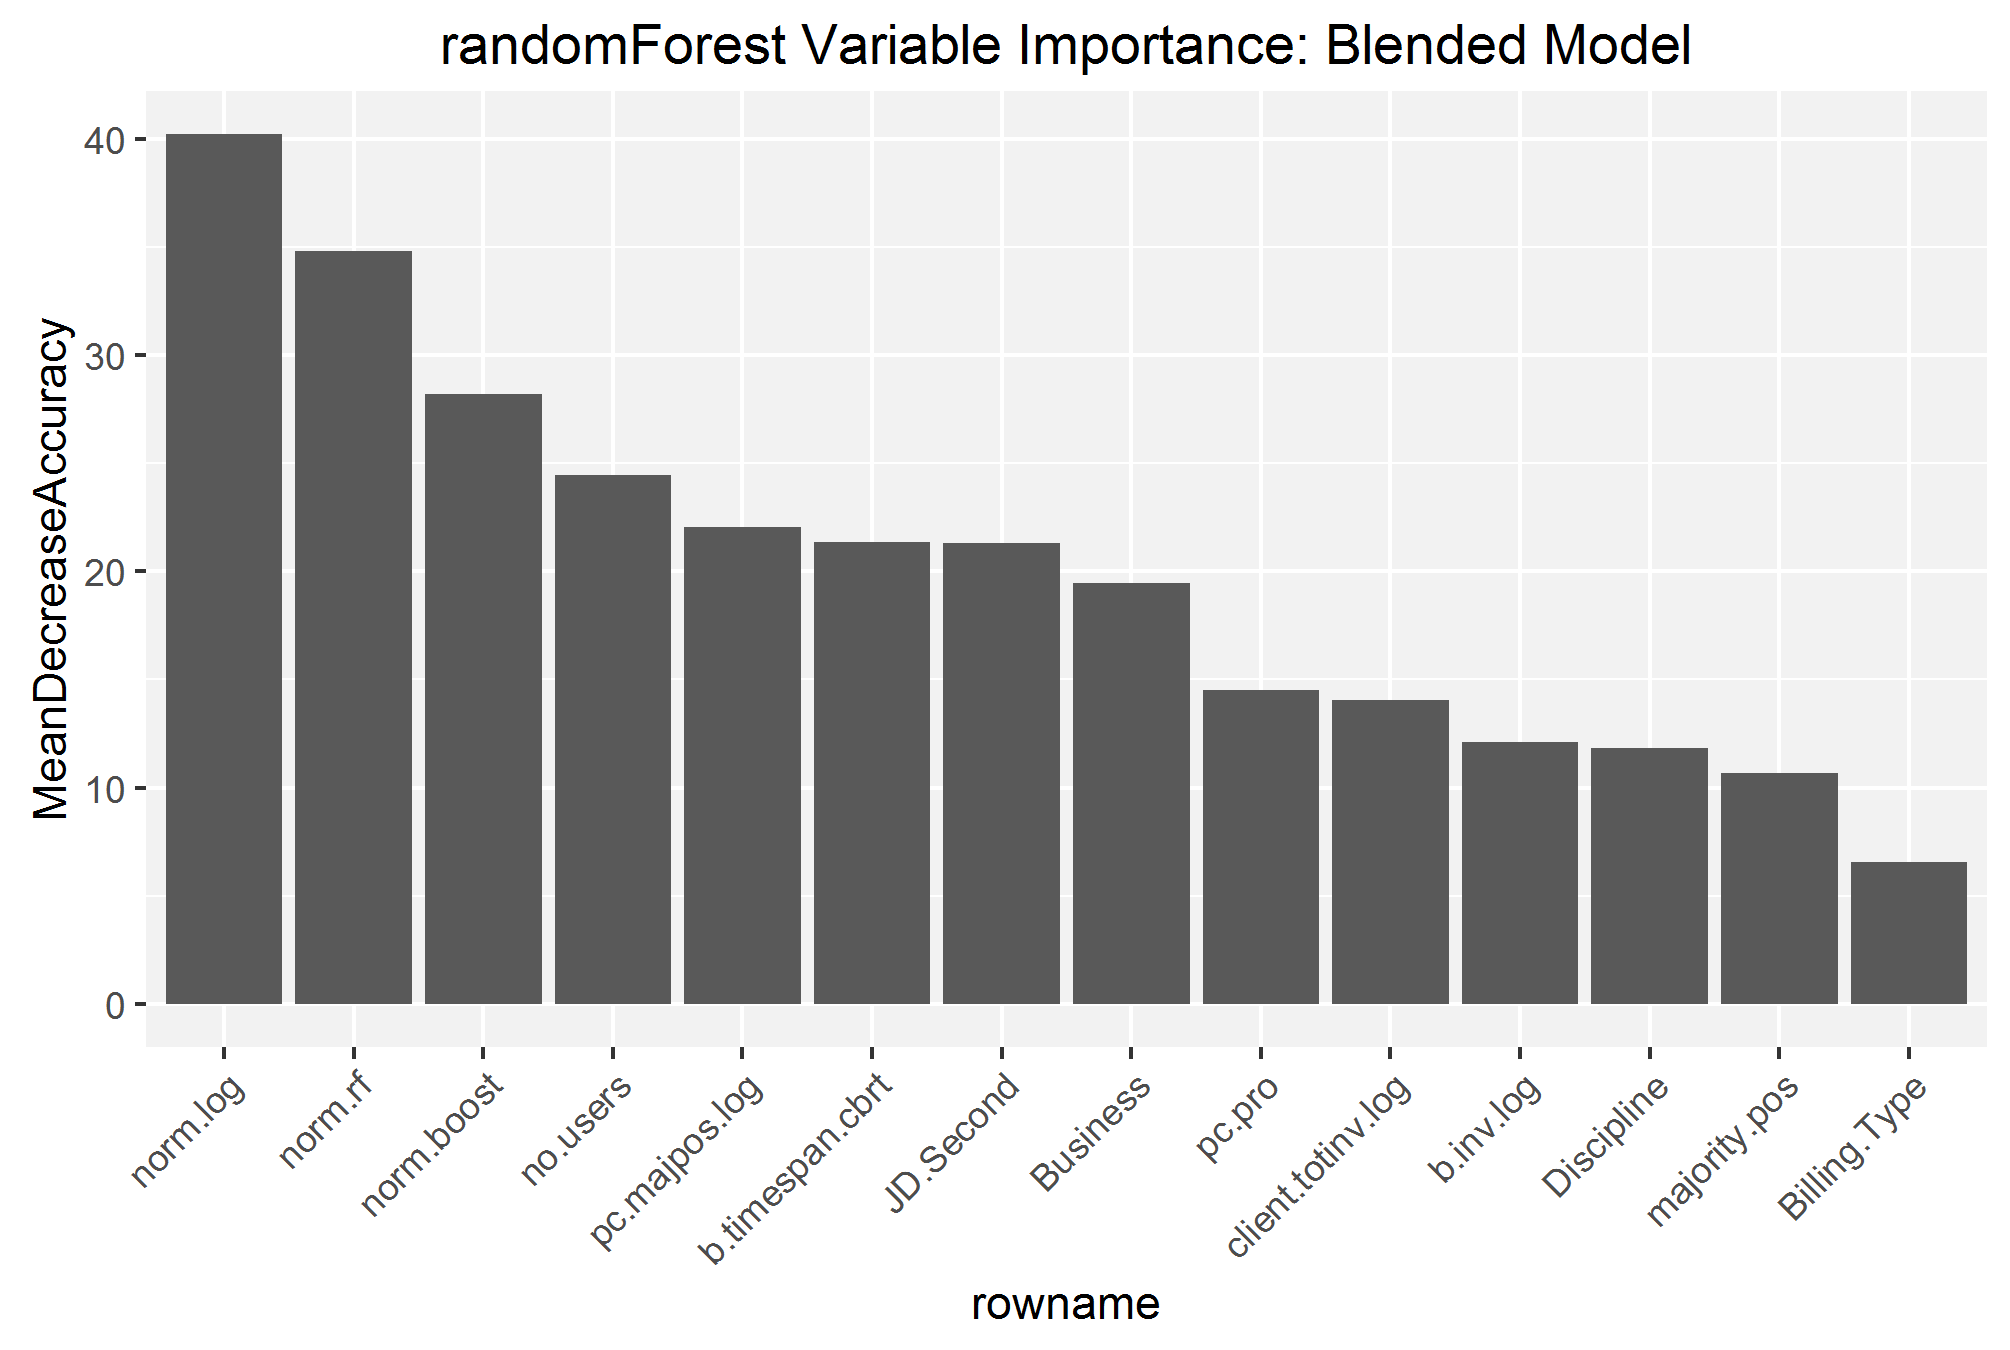 randomForest Variable Importance: Blended Model
MeanDecreaseAccuracy
40
30
20
10
0
norm.log
norm.rf
norm.boost
no.users
pc.majpos.log
b.timespan.cbrt
JD.Second
Business
pc.pro
client.totinv.log
b.inv.log
Discipline
majority.pos
Billing.Type
rowname